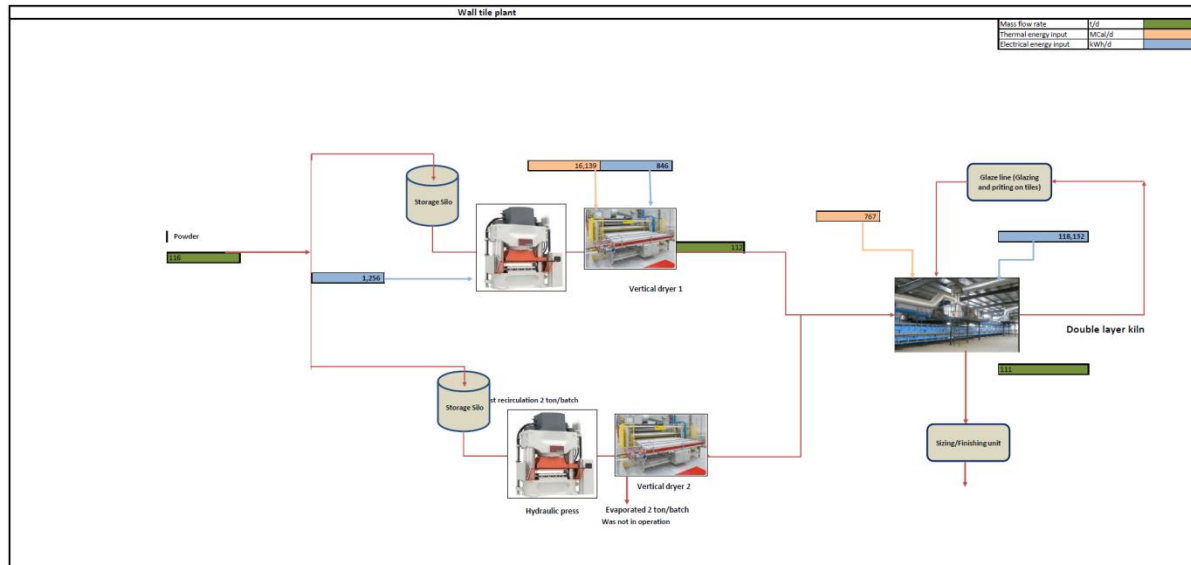 Wall tile plant
Mass flow rate t/d
Thermal energy input MCal/d
Electrical energy input kWh/d
16,139 846
Glaze line (Glazing
and priting on tiles)
Storage Silo
767
118,132
Powder
116
112
1,256
Vertical dryer 1
Double layer kiln
111
Storage Silo
st recirculation 2 ton/batch
Sizing/Finishing unit
Vertical dryer 2
Hydraulic press
Evaporated 2 ton/batch
Was not in operation